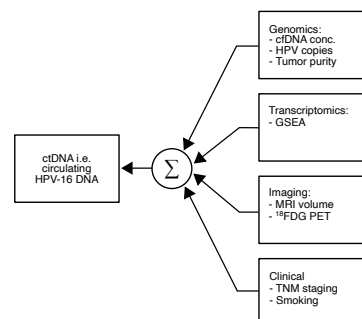 Genomics:
- cfDNA conc.
- HPV copies
- Tumor purity
Transcriptomics:
- GSEA
ctDNA i.e.
circulating
HPV-16 DNA
Σ
Imaging:
- MRI volume
- ¹⁸FDG PET
Clinical
- TNM staging
- Smoking